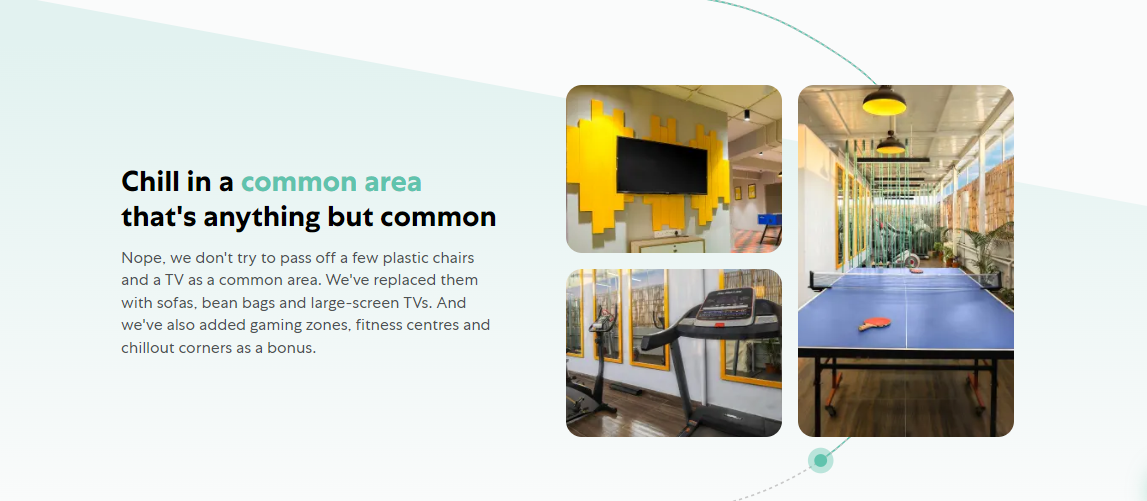 Chill in a common area
that's anything but common
Nope, we don't try to pass off a few plastic chairs
and a TV as a common area. We've replaced them
with sofas, bean bags and large-screen TVs. And
we've also added gaming zones, fitness centres and
chillout corners as a bonus.